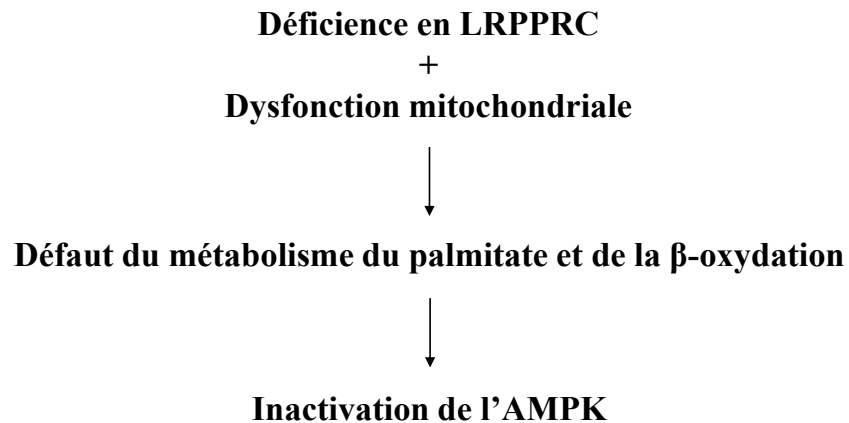 Déficience en LRPPRC
+
Dysfonction mitochondriale
Défaut du métabolisme du palmitate et de la β-oxydation
Inactivation de l’AMPK